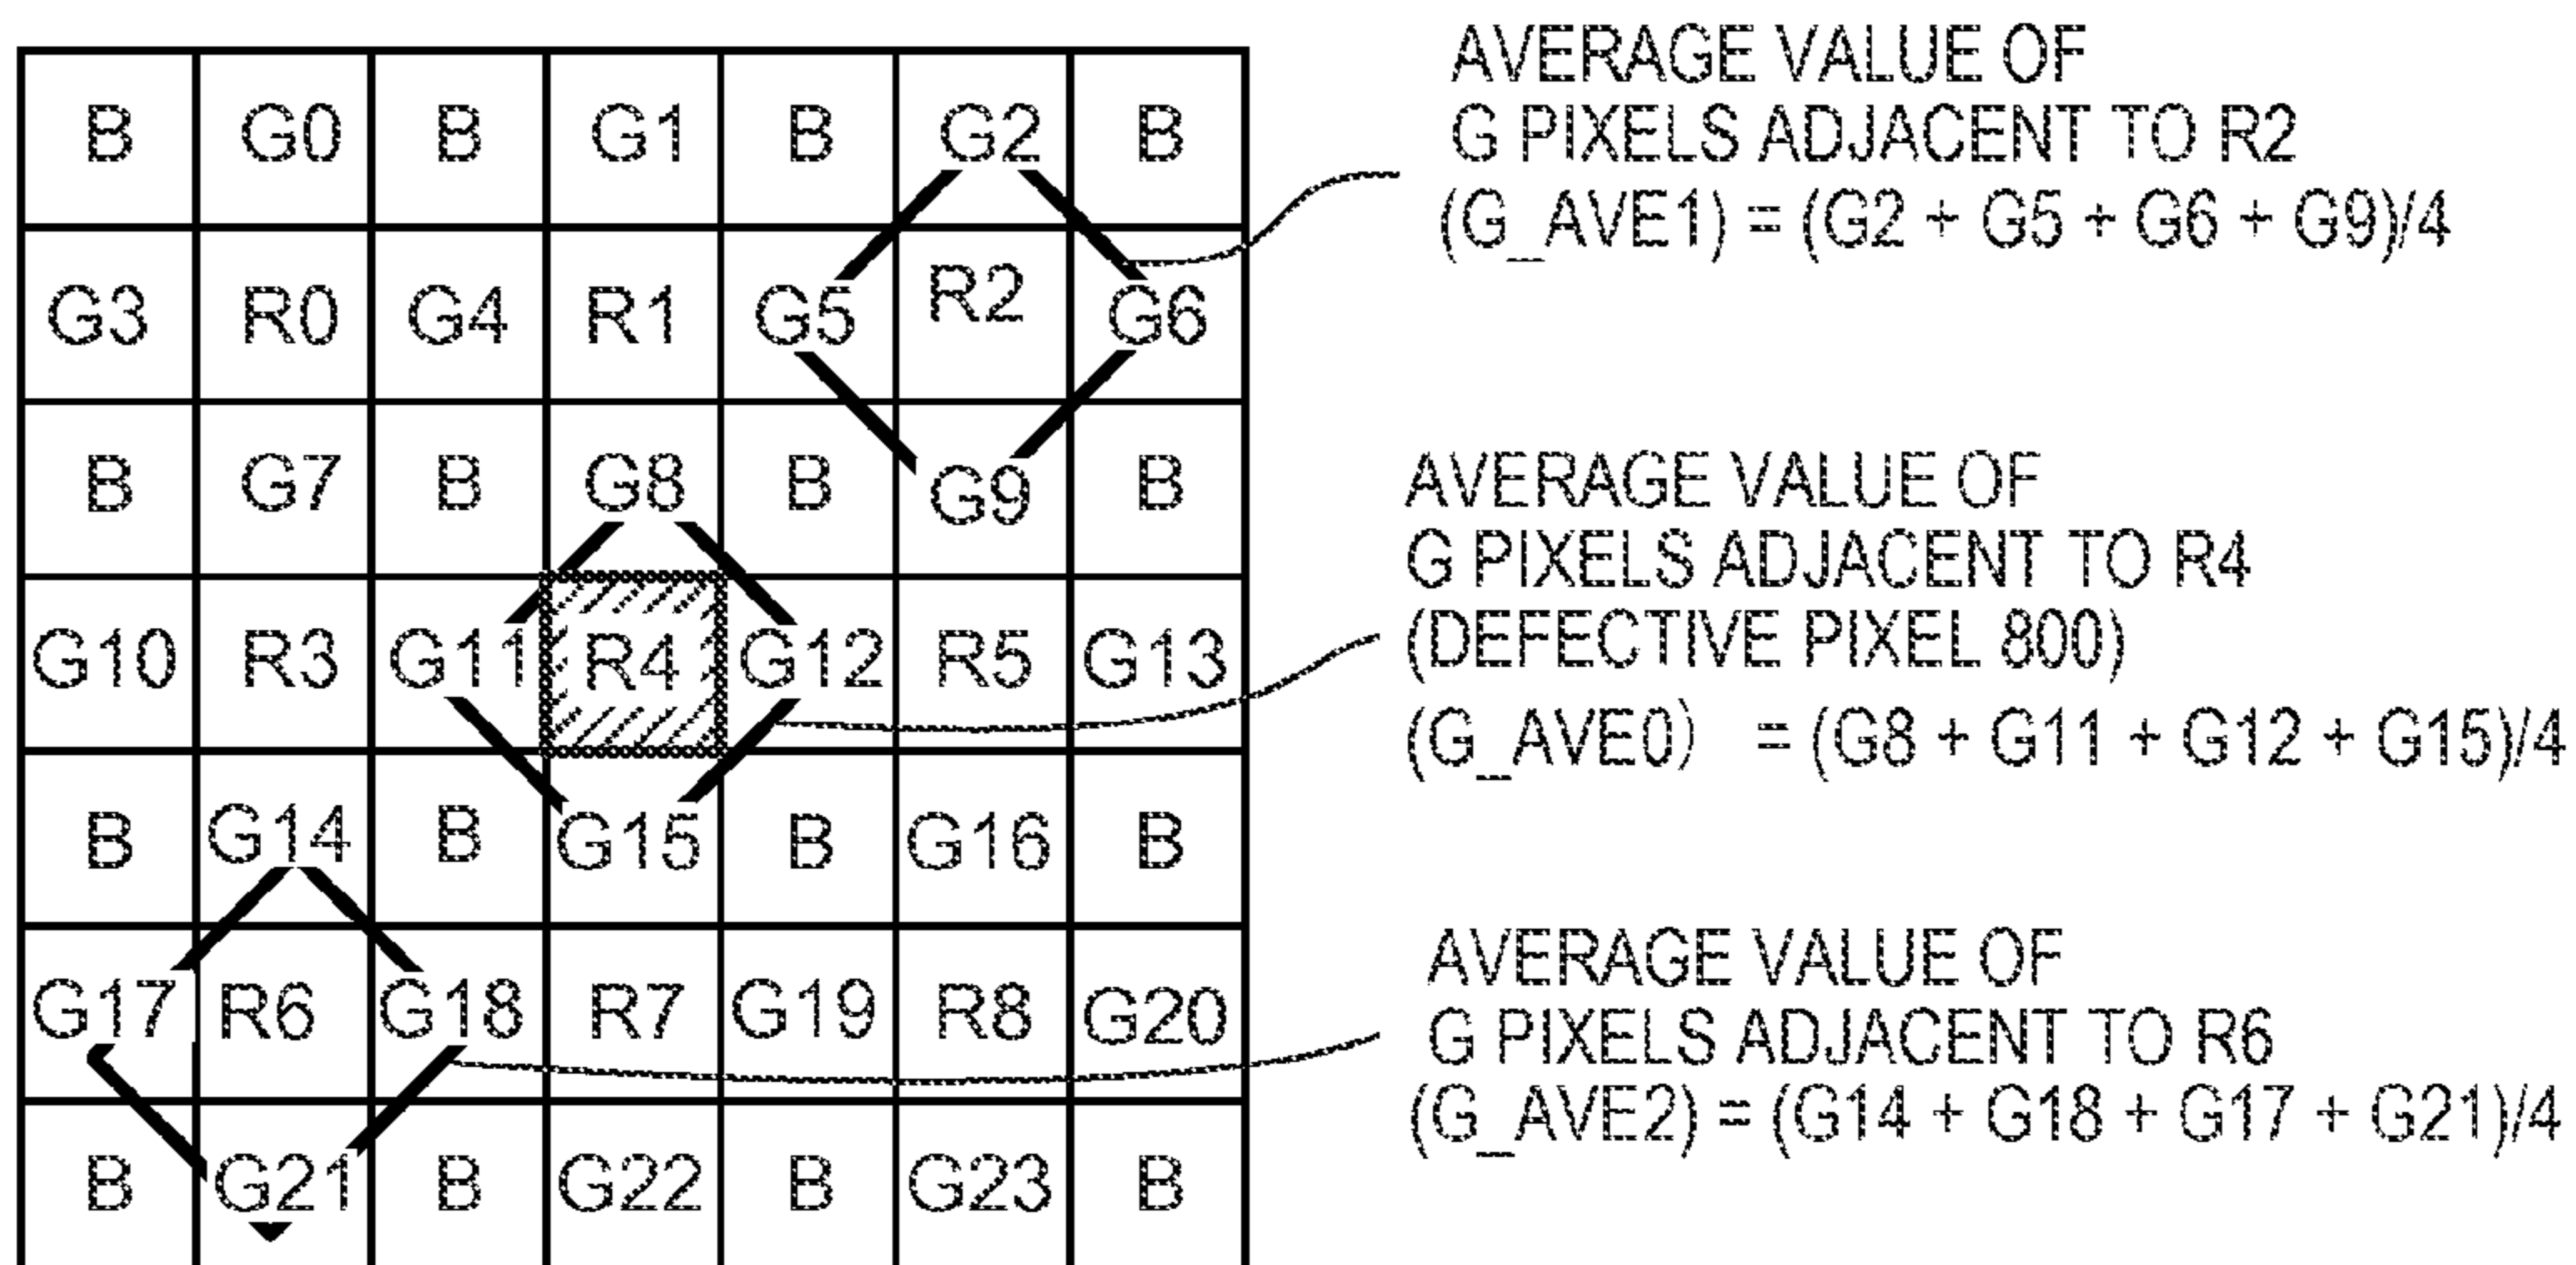 B G0 B G1 B G2 B
G3 R0 G4 R1 G5 R2 G6
B G7 B G8 B G9 B
G10 R3 G11 R4 G12 R5 G13
B G14 B G15 B G16 B
G17 R6 G18 R7 G19 R8 G20
B G21 B G22 B G23 B
AVERAGE VALUE OF
G PIXELS ADJACENT TO R2
(G_AVE1) = (G2 + G5 + G6 + G9)/4
AVERAGE VALUE OF
G PIXELS ADJACENT TO R4
(DEFECTIVE PIXEL 800)
(G_AVE0) = (G8 + G11 + G12 + G15)/4
AVERAGE VALUE OF
G PIXELS ADJACENT TO R6
(G_AVE2) = (G14 + G18 + G17 + G21)/4